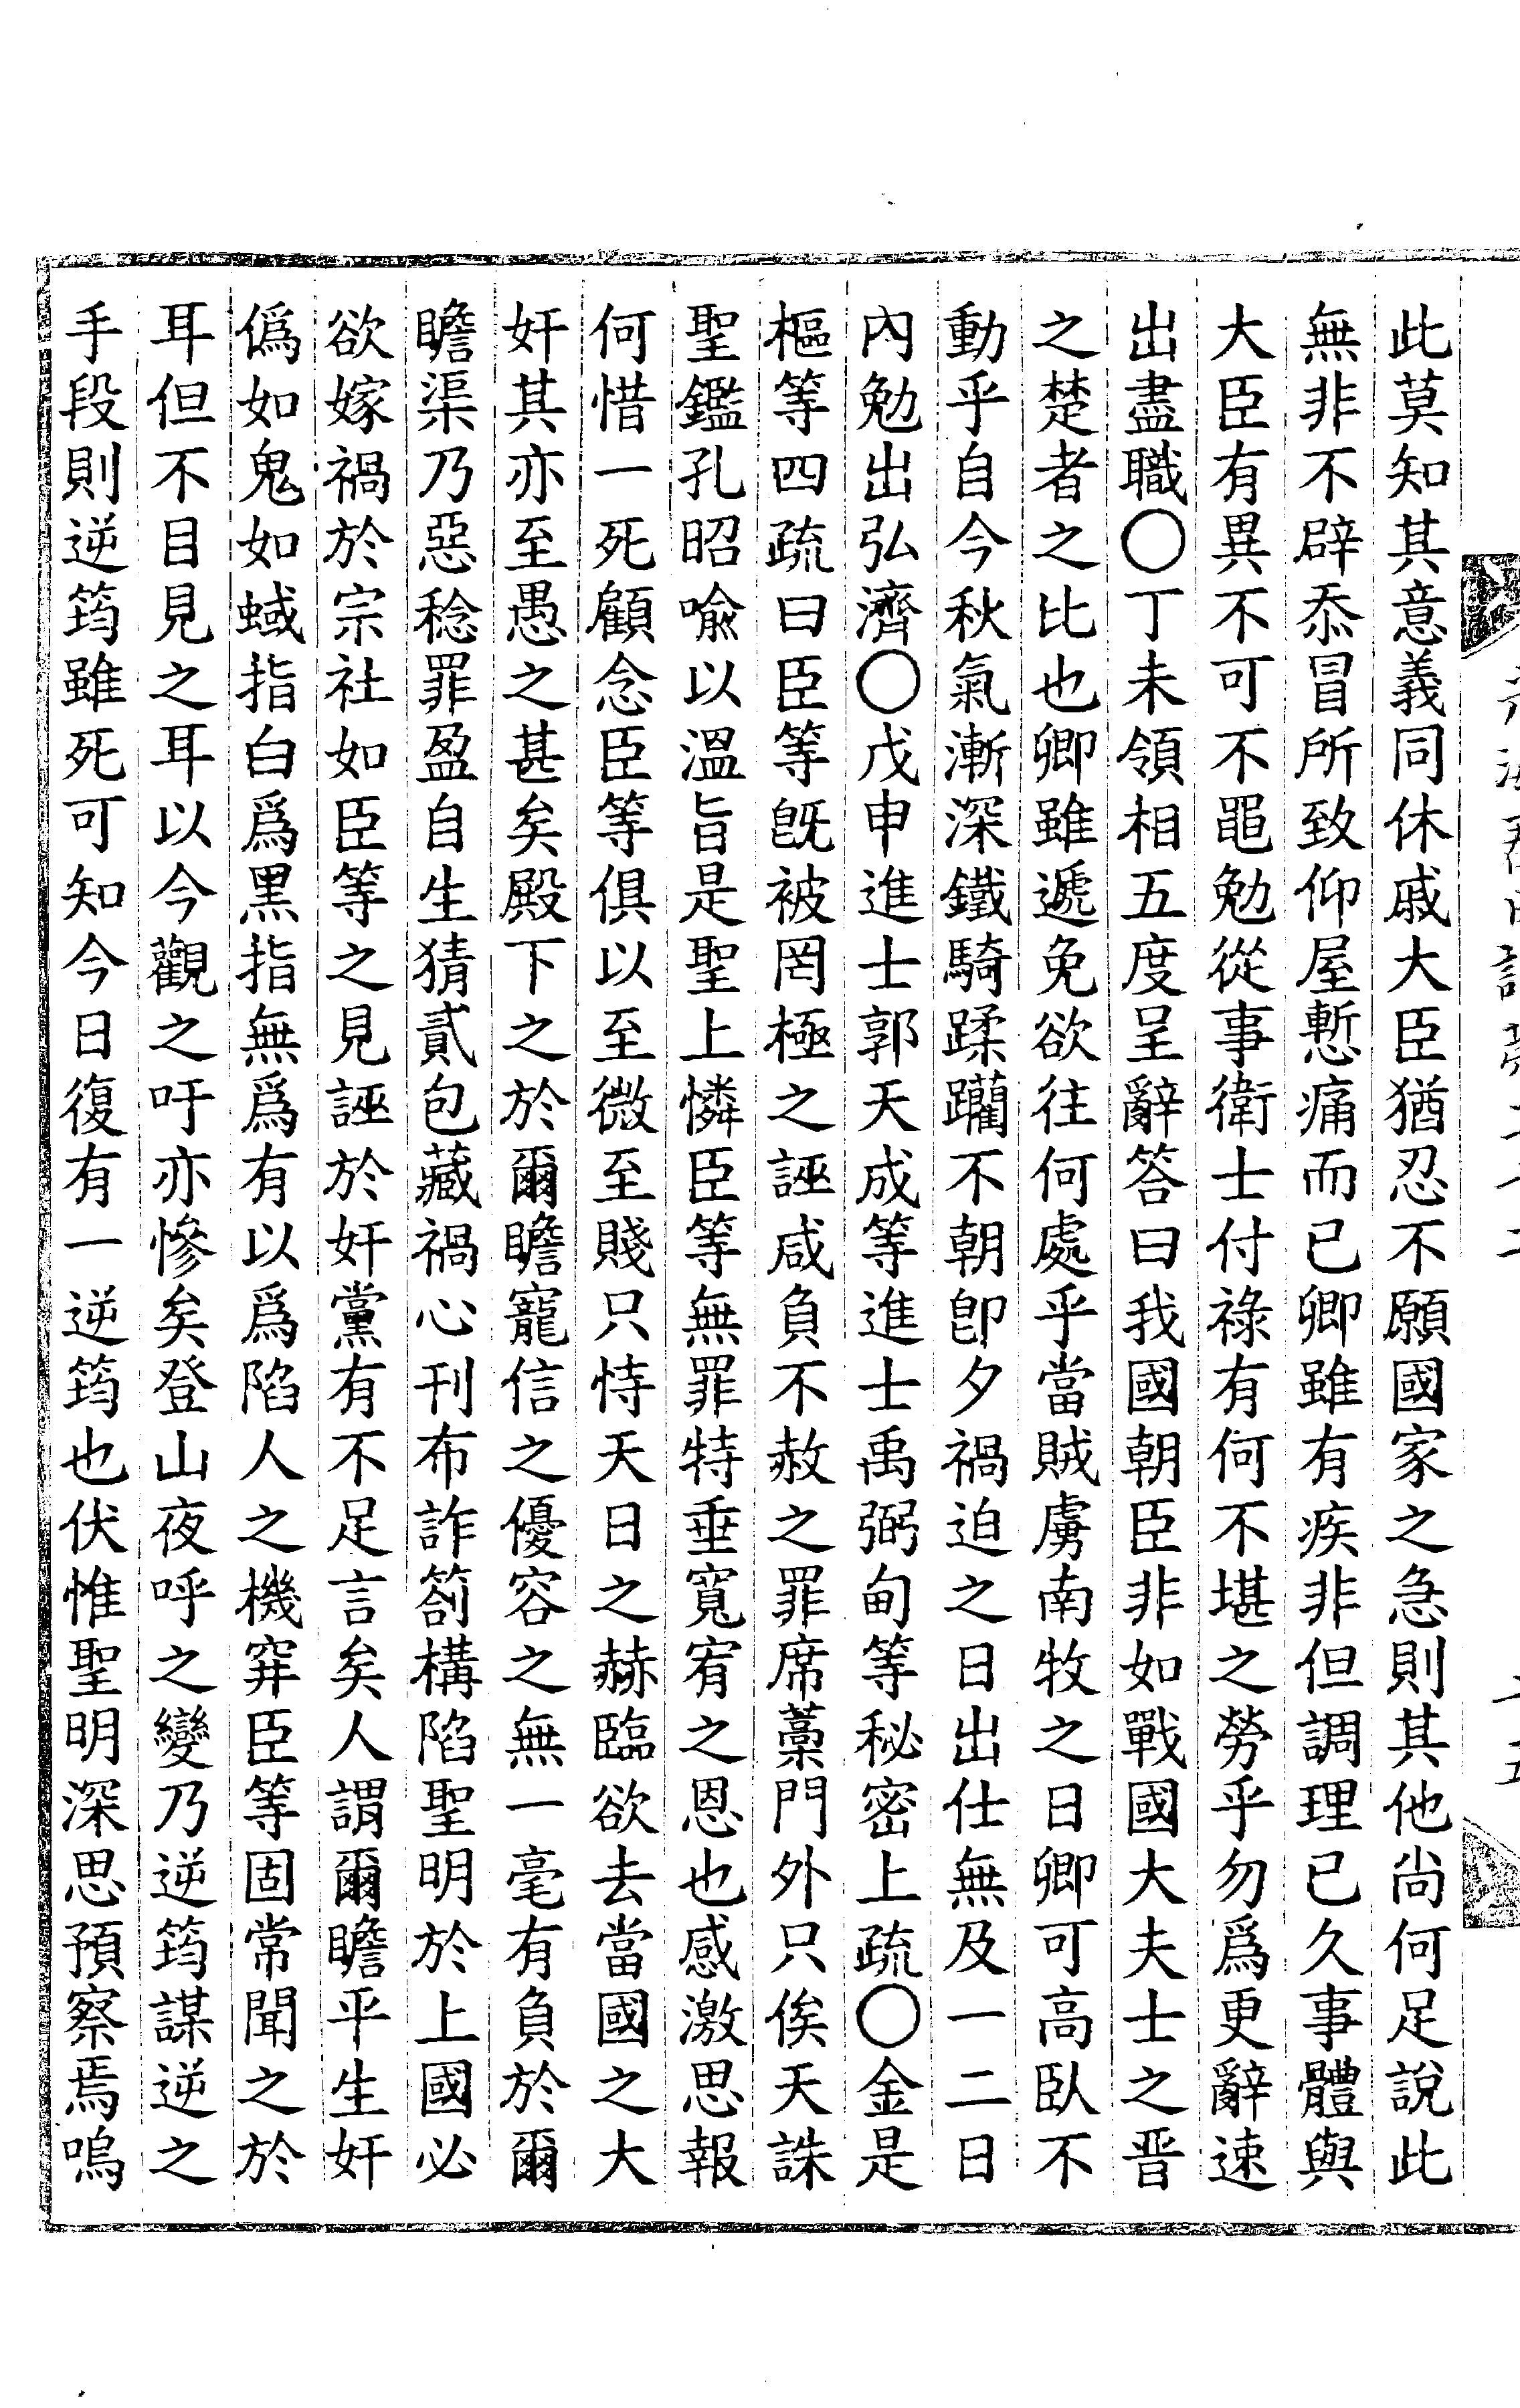 此莫知其意義同休戚大臣猶忍不願國家之急則其他尙何足說此
無非不辟忝冒所致仰屋慙痛而已卿雖有疾非但調理已久事體與
大臣有異不可不黽勉從事衛士付祿有何不堪之勞乎勿爲更辭速
出盡職〇丁未領相五度呈辭答曰我國朝臣非如戰國大夫士之晋
之楚者之比也卿雖遞免欲往何處乎當賊虜南牧之日卿可高臥不
動乎自今秋氣漸深鐵騎蹂躪不朝卽夕禍迫之日出仕無及一二日
內勉出弘濟〇戊申進士郭天成等進士禹弼甸等秘密上疏〇金是
樞等四疏曰臣等旣被罔極之誣咸負不赦之罪席藁門外只俟天誅
聖鑑孔昭喩以溫旨是聖上憐臣等無罪特垂寬宥之恩也感激思報
何惜一死顧念臣等俱以至微至賤只恃天日之赫臨欲去當國之大
奸其亦至愚之甚矣殿下之於爾瞻寵信之優容之無一毫有負於爾
瞻渠乃惡稔罪盈自生猜貳包藏禍心刊布詐箚構陷聖明於上國必
欲嫁禍於宗社如臣等之見誣於奸黨有不足言矣人謂爾瞻平生奸
僞如鬼如蜮指白爲黑指無爲有以爲陷人之機穽臣等固常聞之於
耳但不目見之耳以今觀之吁亦慘矣登山夜呼之變乃逆筠謀逆之
手段則逆筠雖死可知今日復有一逆筠也伏惟聖明深思預察焉嗚